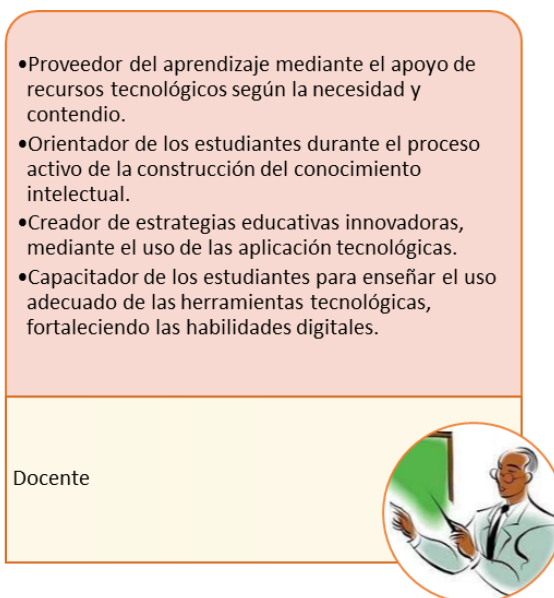 •Proveedor del aprendizaje mediante el apoyo de
recursos tecnológicos según la necesidad y
contendio.
•Orientador de los estudiantes durante el proceso
activo de la construcción del conocimiento
intelectual.
•Creador de estrategias educativas innovadoras,
mediante el uso de las aplicación tecnológicas.
•Capacitador de los estudiantes para enseñar el uso
adecuado de las herramientas tecnológicas,
fortaleciendo las habilidades digitales.
Docente